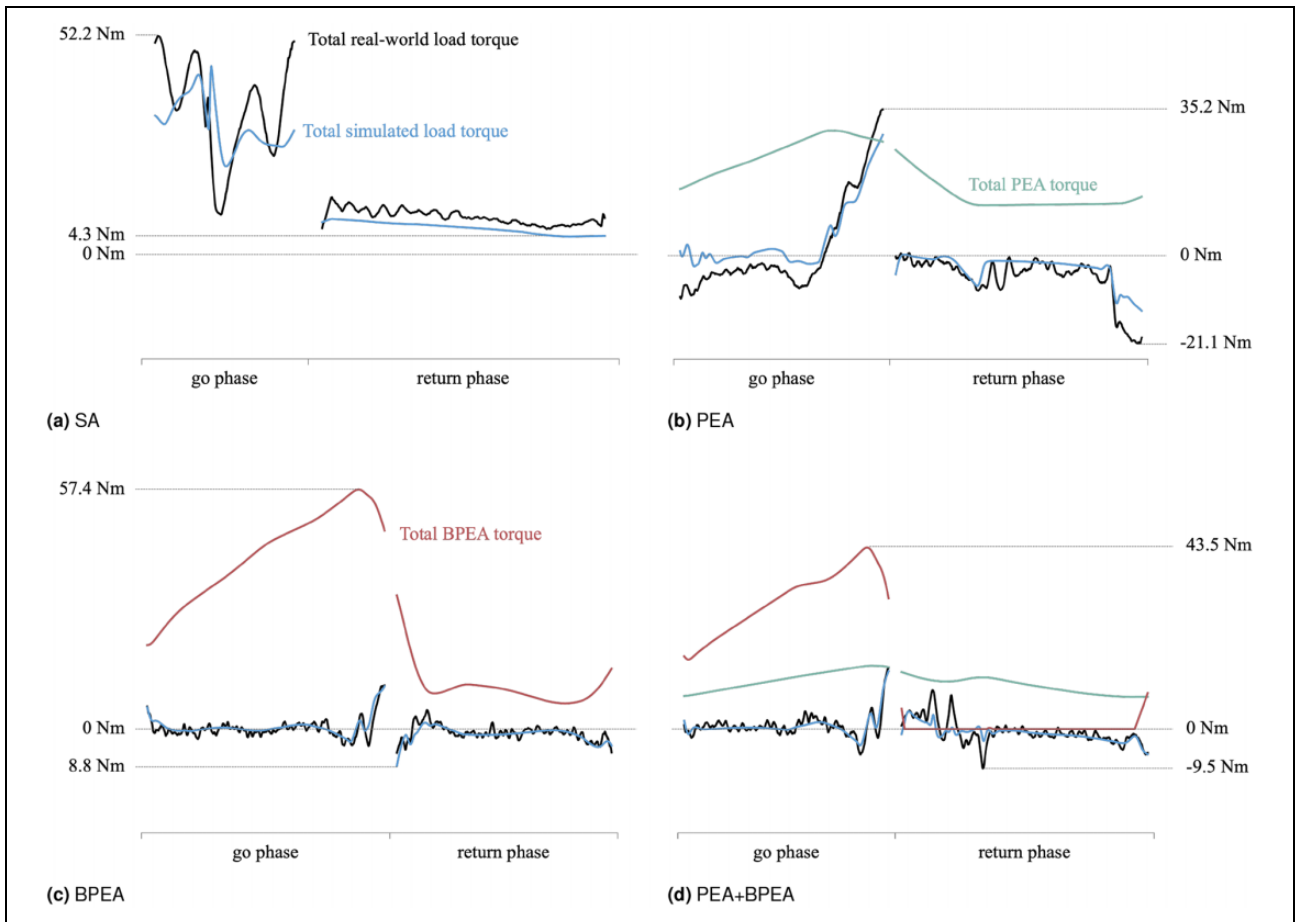 52.2 Nm
Total real-world load torque
Total simulated load torque
4.3 Nm
0 Nm
go phase
return phase
(a) SA
35.2 Nm
Total PEA torque
0 Nm
-21.1 Nm
go phase
return phase
(b) PEA
57.4 Nm
Total BPEA torque
0 Nm
8.8 Nm
go phase
return phase
(c) BPEA
43.5 Nm
0 Nm
-9.5 Nm
go phase
return phase
(d) PEA+BPEA